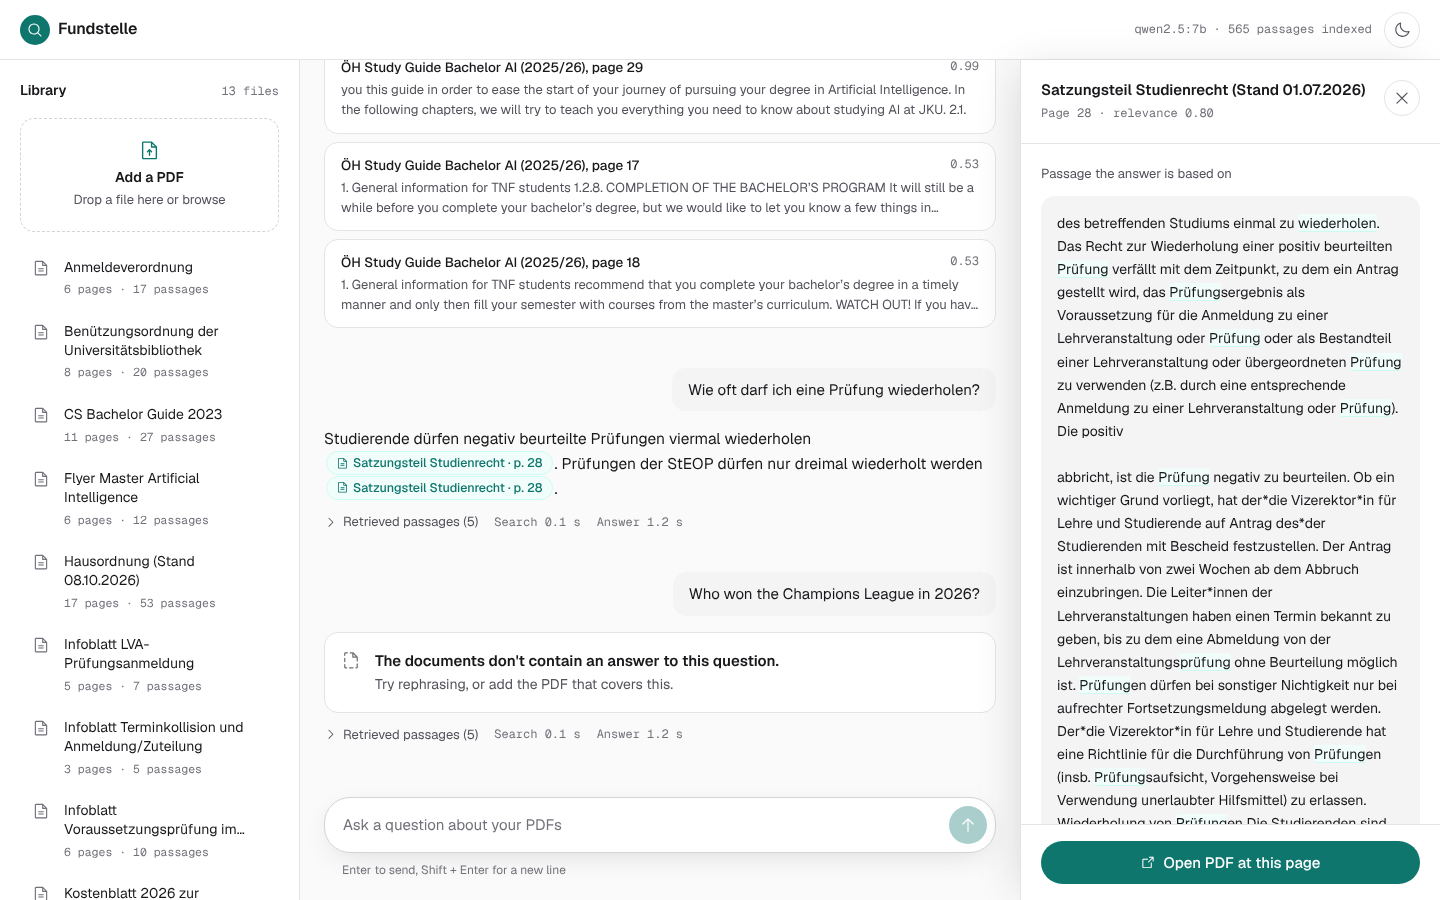 Fundstelle
qwen2.5:7b · 565 passages indexed
Library
13 files
Add a PDF
Drop a file here or browse
Anmeldeverordnung
6 pages · 17 passages
Benützungsordnung der
Universitätsbibliothek
8 pages · 20 passages
CS Bachelor Guide 2023
11 pages · 27 passages
Flyer Master Artificial
Intelligence
6 pages · 12 passages
Hausordnung (Stand
08.10.2026)
17 pages · 53 passages
Infoblatt LVA-
Prüfungsanmeldung
5 pages · 7 passages
Infoblatt Terminkollision und
Anmeldung/Zuteilung
3 pages · 5 passages
Infoblatt
Voraussetzungsprüfung im…
6 pages · 10 passages
Kostenblatt 2026 zur
ÖH Study Guide Bachelor AI (2025/26), page 29
0.99
you this guide in order to ease the start of your journey of pursuing your degree in Artificial Intelligence. In
the following chapters, we will try to teach you everything you need to know about studying AI at JKU. 2.1.
ÖH Study Guide Bachelor AI (2025/26), page 17
0.53
1. General information for TNF students 1.2.8. COMPLETION OF THE BACHELOR'S PROGRAM It will still be a
while before you complete your bachelor's degree, but we would like to let you know a few things in…
ÖH Study Guide Bachelor AI (2025/26), page 18
0.53
1. General information for TNF students recommend that you complete your bachelor's degree in a timely
manner and only then fill your semester with courses from the master's curriculum. WATCH OUT! If you hav…
Wie oft darf ich eine Prüfung wiederholen?
Studierende dürfen negativ beurteilte Prüfungen viermal wiederholen
Satzungsteil Studienrecht · p. 28 . Prüfungen der StEOP dürfen nur dreimal wiederholt werden
Satzungsteil Studienrecht · p. 28 .
Retrieved passages (5) Search 0.1 s Answer 1.2 s
Who won the Champions League in 2026?
The documents don't contain an answer to this question.
Try rephrasing, or add the PDF that covers this.
Retrieved passages (5) Search 0.1 s Answer 1.2 s
Ask a question about your PDFs
Enter to send, Shift + Enter for a new line
Satzungsteil Studienrecht (Stand 01.07.2026)
Page 28 · relevance 0.80
Passage the answer is based on
des betreffenden Studiums einmal zu wiederholen.
Das Recht zur Wiederholung einer positiv beurteilten
Prüfung verfällt mit dem Zeitpunkt, zu dem ein Antrag
gestellt wird, das Prüfungsergebnis als
Voraussetzung für die Anmeldung zu einer
Lehrveranstaltung oder Prüfung oder als Bestandteil
einer Lehrveranstaltung oder übergeordneten Prüfung
zu verwenden (z.B. durch eine entsprechende
Anmeldung zu einer Lehrveranstaltung oder Prüfung).
Die positiv
abbricht, ist die Prüfung negativ zu beurteilen. Ob ein
wichtiger Grund vorliegt, hat der*die Vizerektor*in für
Lehre und Studierende auf Antrag des*der
Studierenden mit Bescheid festzustellen. Der Antrag
ist innerhalb von zwei Wochen ab dem Abbruch
einzubringen. Die Leiter*innen der
Lehrveranstaltungen haben einen Termin bekannt zu
geben, bis zu dem eine Abmeldung von der
Lehrveranstaltungsprüfung ohne Beurteilung möglich
ist. Prüfungen dürfen bei sonstiger Nichtigkeit nur bei
aufrechter Fortsetzungsmeldung abgelegt werden.
Der*die Vizerektor*in für Lehre und Studierende hat
eine Richtlinie für die Durchführung von Prüfungen
(insb. Prüfungsaufsicht, Vorgehensweise bei
Verwendung unerlaubter Hilfsmittel) zu erlassen.
Wiederholung von Prüfungen Die Studierenden sind
Open PDF at this page